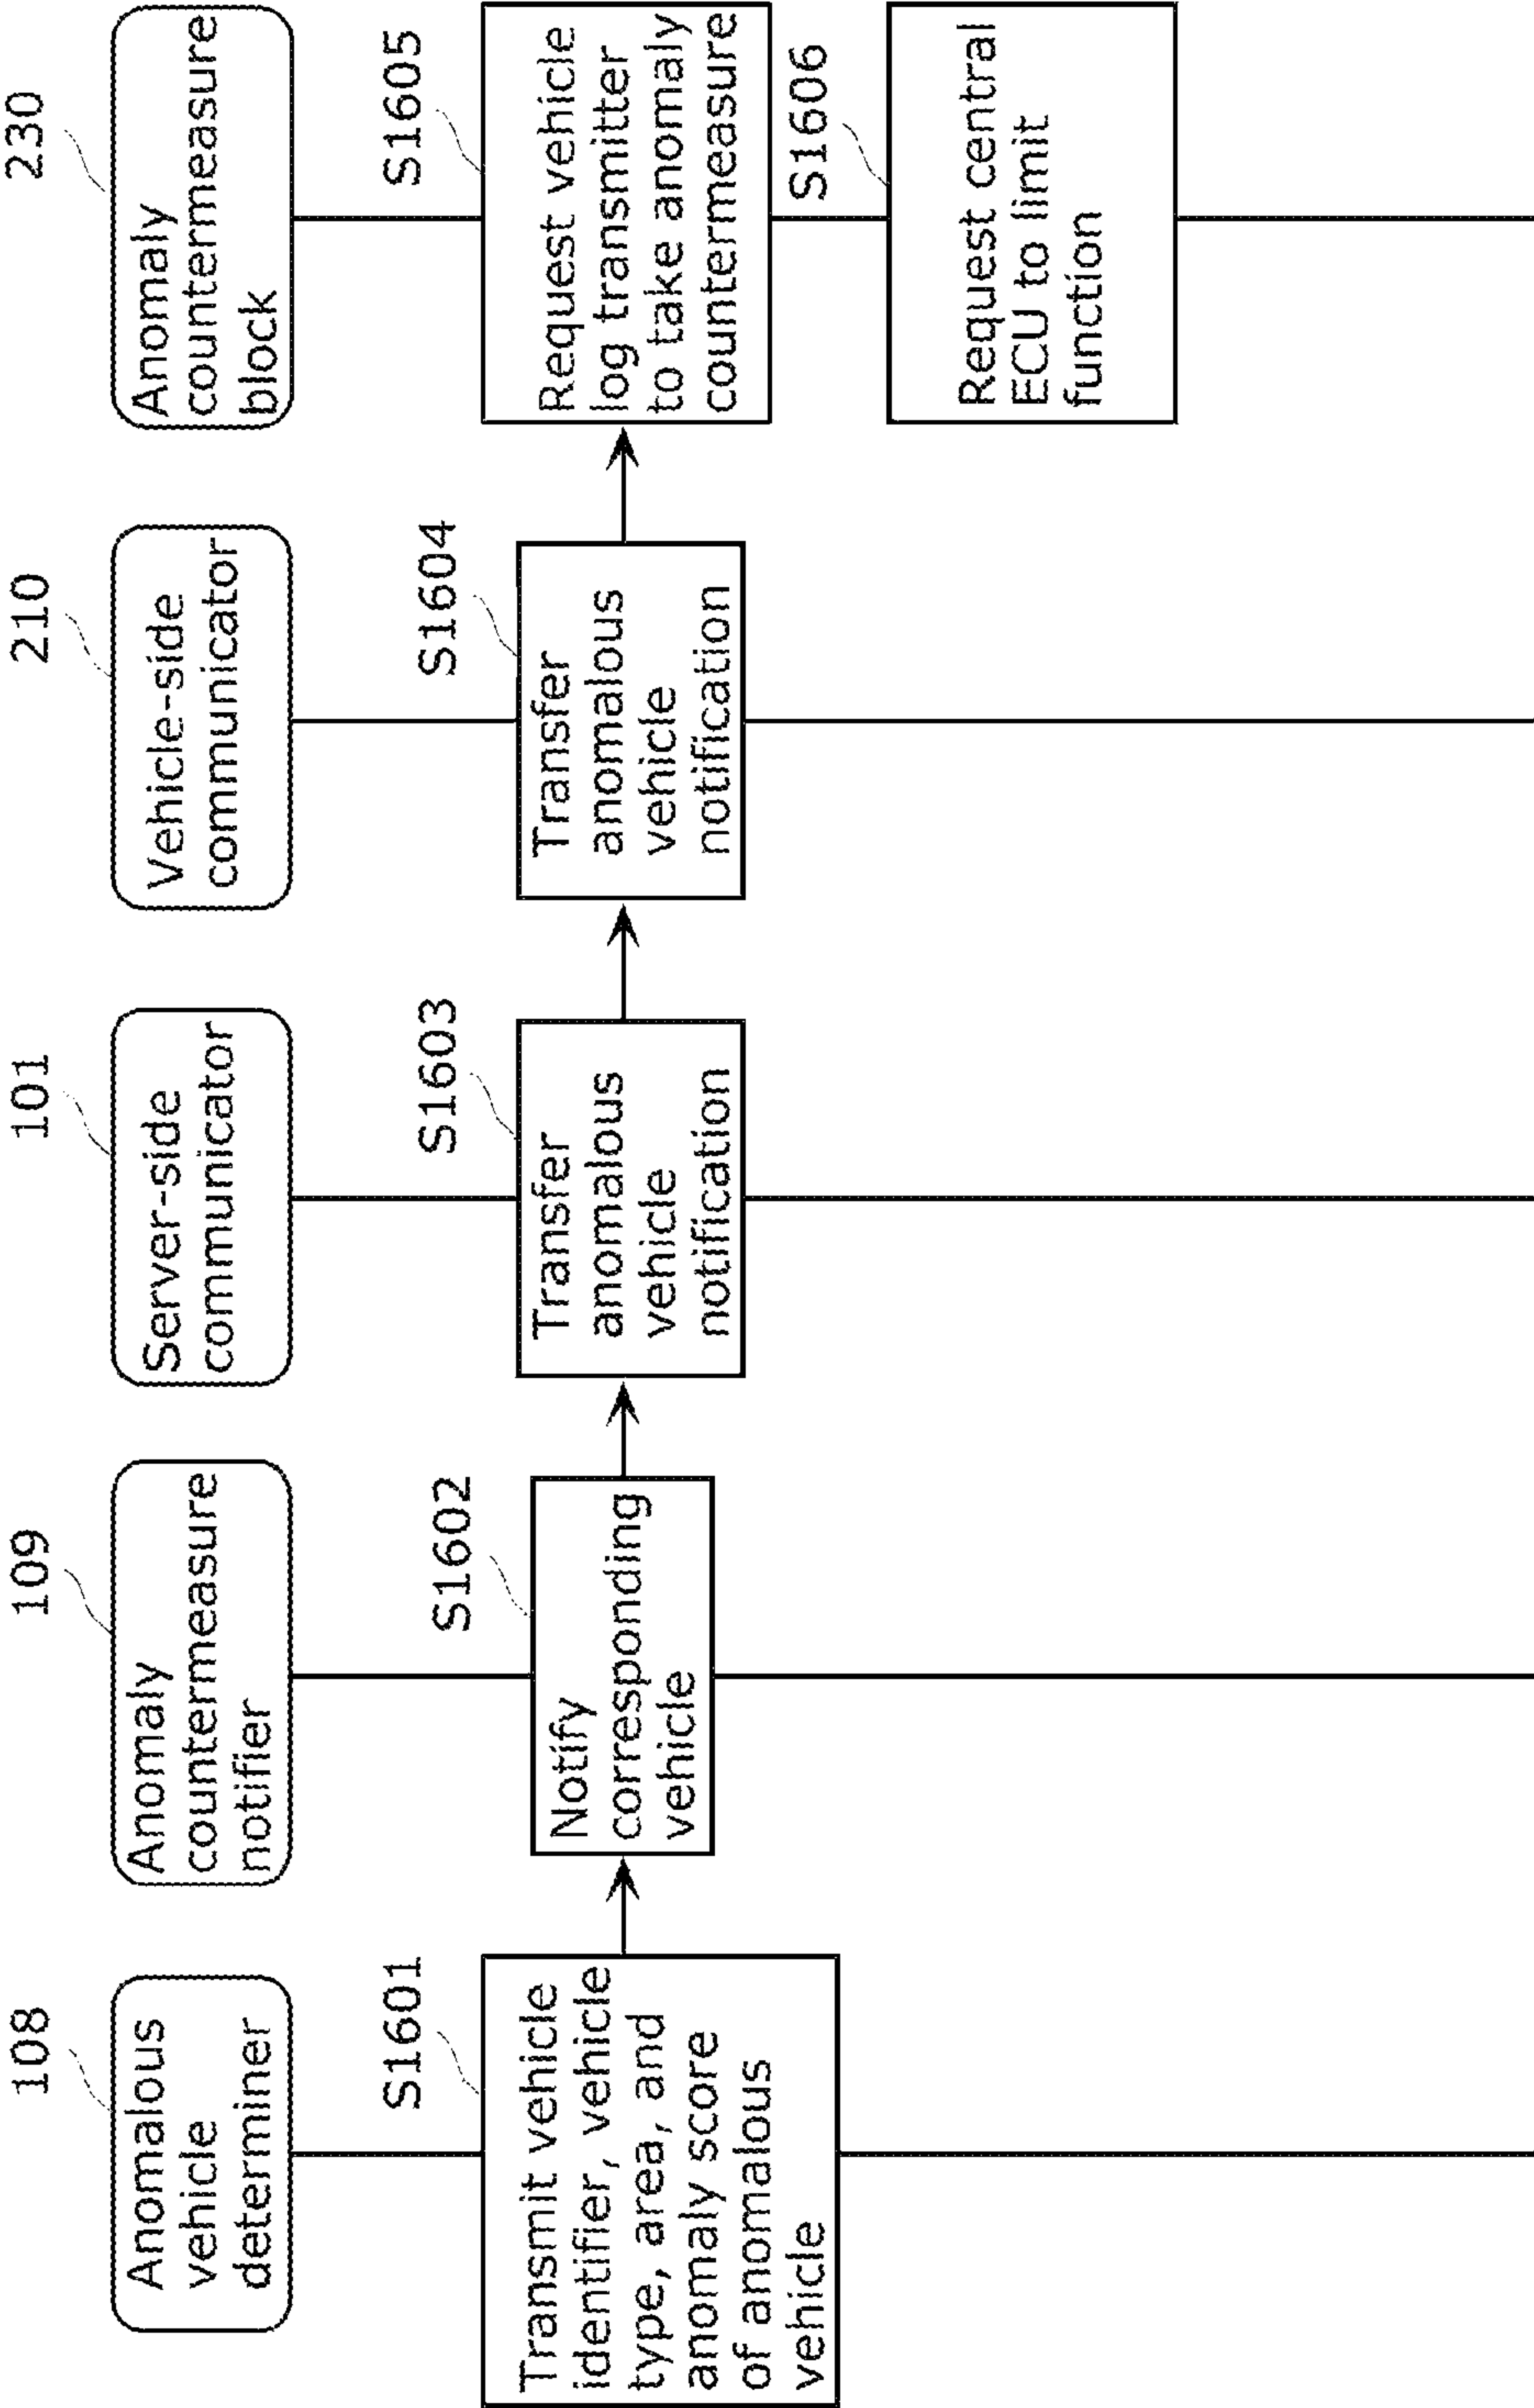 108
Anomalous
vehicle
determiner
109
Anomaly
countermeasure
notifier
101
Server-side
communicator
210
Vehicle-side
communicator
230
Anomaly
countermeasure
block
S1601
Transmit vehicle
identifier, vehicle
type, area, and
anomaly score
of anomalous
vehicle
S1602
Notify
corresponding
vehicle
S1603
Transfer
anomalous
vehicle
notification
S1604
Transfer
anomalous
vehicle
notification
S1605
Request vehicle
log transmitter
to take anomaly
countermeasure
S1606
Request central
ECU to limit
function